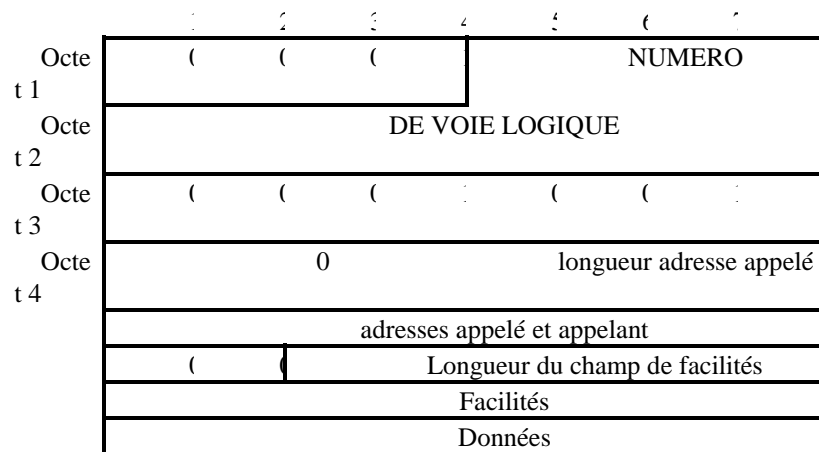 Octe
t 1
NUMERO
Octe
t 2
DE VOIE LOGIQUE
Octe
t 3
Octe
t 4
0 longueur adresse appelé
adresses appelé et appelant
Longueur du champ de facilités
Facilités
Données